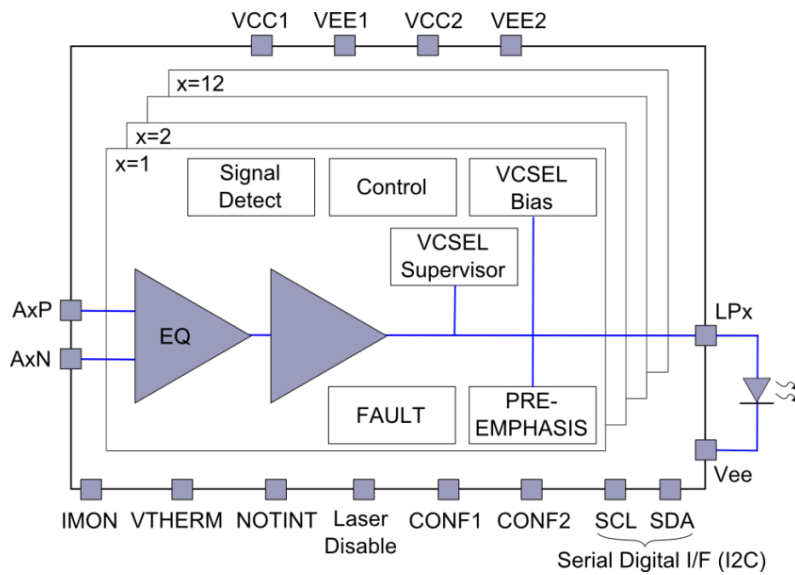 VCC1 VEE1 VCC2 VEE2
x=12
x=2
x=1
Signal
Detect
Control
VCSEL
Bias
VCSEL
Supervisor
AxP
AxN
EQ
LPx
FAULT
PRE-
EMPHASIS
Vee
IMON VTHERM NOTINT Laser
Disable
CONF1 CONF2 SCL SDA
Serial Digital I/F (I2C)